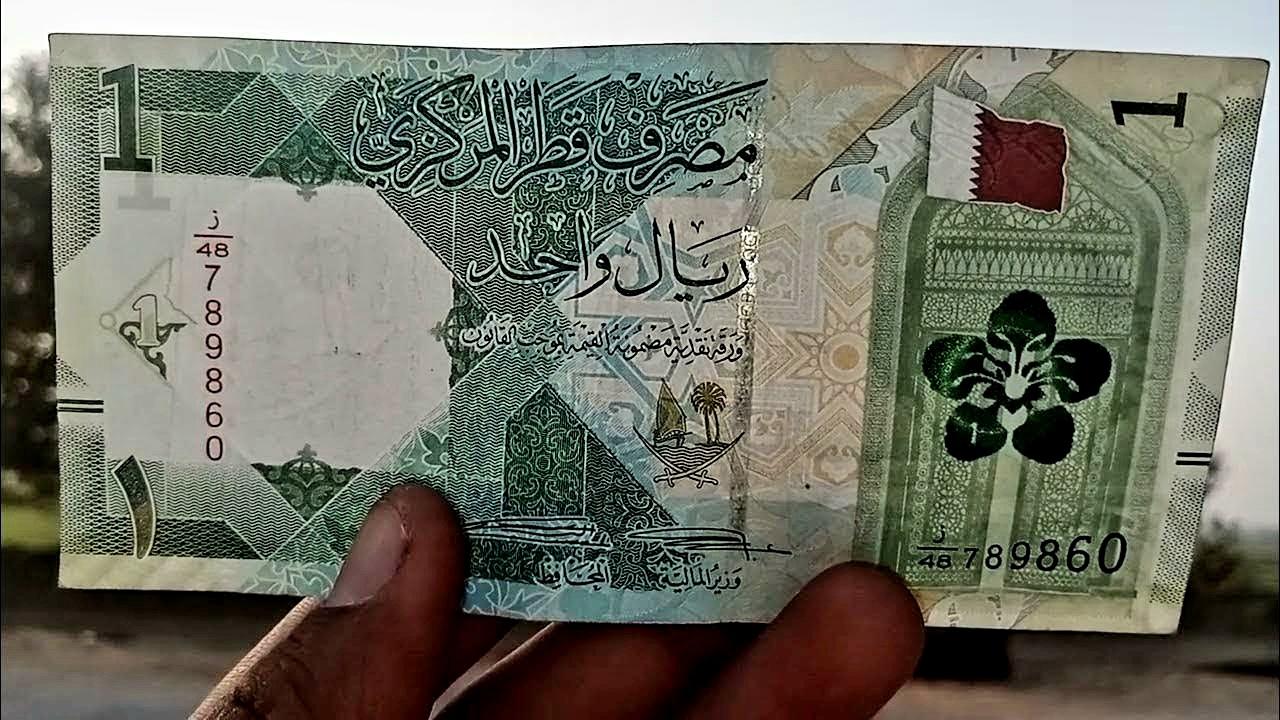 1
1
مصرف قطر المركزي
ريال واحد
ورقة نقدية مضمونة القيمة بموجب القانون
ز
48
789860
1
١
وزير المالية
المحافظ
ز
48 789860